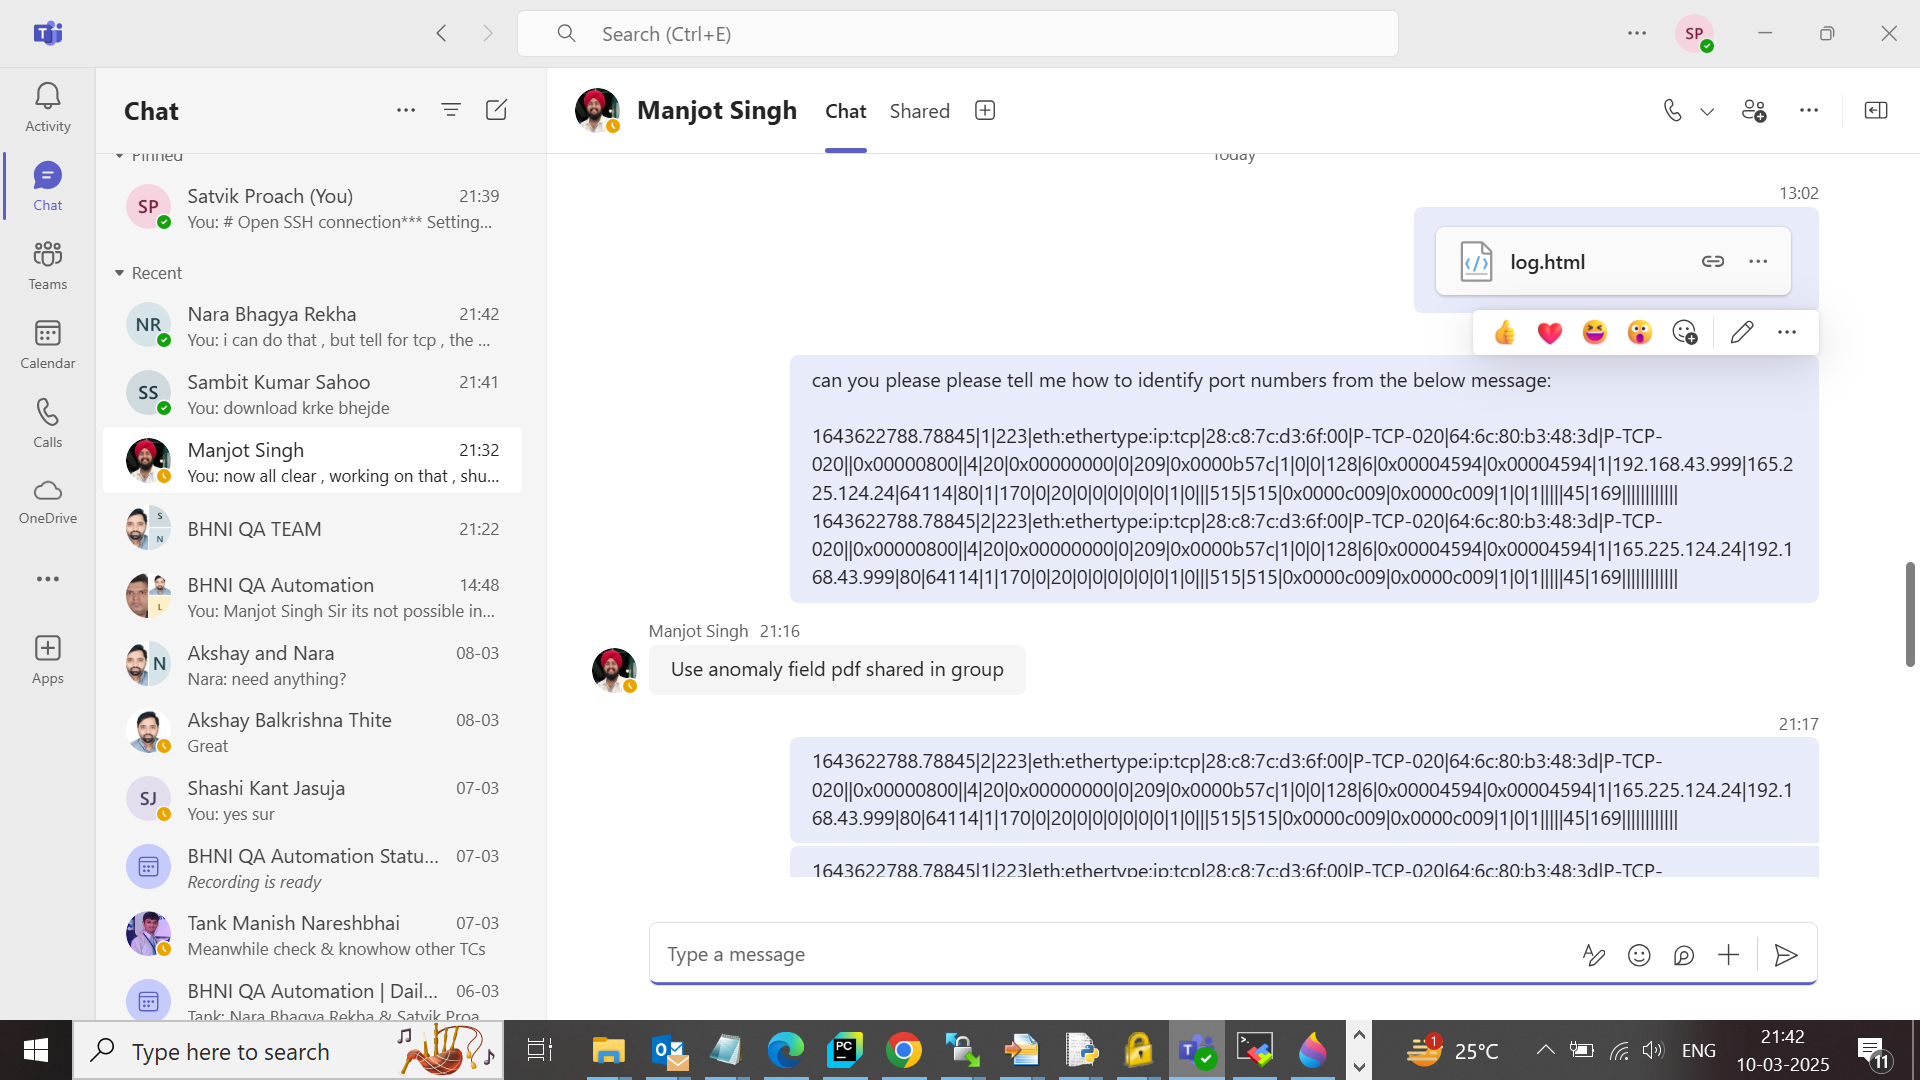 Search (Ctrl+E)
SP
Activity
Chat
Teams
Calendar
Calls
OneDrive
Apps
Chat
Pinned
SP
Satvik Proach (You)
21:39
You: # Open SSH connection*** Setting...
Recent
NR
Nara Bhagya Rekha
21:42
You: i can do that , but tell for tcp , the ...
SS
Sambit Kumar Sahoo
21:41
You: download krke bhejde
Manjot Singh
21:32
You: now all clear , working on that , shu...
S
N
BHNI QA TEAM
21:22
L
BHNI QA Automation
14:48
You: Manjot Singh Sir its not possible in...
N
Akshay and Nara
08-03
Nara: need anything?
Akshay Balkrishna Thite
08-03
Great
SJ
Shashi Kant Jasuja
07-03
You: yes sur
BHNI QA Automation Statu...
07-03
Recording is ready
Tank Manish Nareshbhai
07-03
Meanwhile check & knowhow other TCs
BHNI QA Automation | Dail...
06-03
Tank: Nara Bhagya Rekha & Satvik Proa
Manjot Singh
Chat
Shared
Today
13:02
log.html
can you please please tell me how to identify port numbers from the below message:
1643622788.78845|1|223|eth:ethertype:ip:tcp|28:c8:7c:d3:6f:00|P-TCP-020|64:6c:80:b3:48:3d|P-TCP-
020||0x00000800||4|20|0x00000000|0|209|0x0000b57c|1|0|0|128|6|0x00004594|0x00004594|1|192.168.43.999|165.2
25.124.24|64114|80|1|170|0|20|0|0|0|0|0|0|1|0|||515|515|0x0000c009|0x0000c009|1|0|1|||||45|169||||||||||||
1643622788.78845|2|223|eth:ethertype:ip:tcp|28:c8:7c:d3:6f:00|P-TCP-020|64:6c:80:b3:48:3d|P-TCP-
020||0x00000800||4|20|0x00000000|0|209|0x0000b57c|1|0|0|128|6|0x00004594|0x00004594|1|165.225.124.24|192.1
68.43.999|80|64114|1|170|0|20|0|0|0|0|0|0|1|0|||515|515|0x0000c009|0x0000c009|1|0|1|||||45|169||||||||||||
Manjot Singh 21:16
Use anomaly field pdf shared in group
21:17
1643622788.78845|2|223|eth:ethertype:ip:tcp|28:c8:7c:d3:6f:00|P-TCP-020|64:6c:80:b3:48:3d|P-TCP-
020||0x00000800||4|20|0x00000000|0|209|0x0000b57c|1|0|0|128|6|0x00004594|0x00004594|1|165.225.124.24|192.1
68.43.999|80|64114|1|170|0|20|0|0|0|0|0|0|1|0|||515|515|0x0000c009|0x0000c009|1|0|1|||||45|169||||||||||||
1643622788.78845|1|223|eth:ethertype:ip:tcp|28:c8:7c:d3:6f:00|P-TCP-020|64:6c:80:b3:48:3d|P-TCP-
Type a message
Type here to search
PC
1
25°C
ENG
21:42
10-03-2025
11